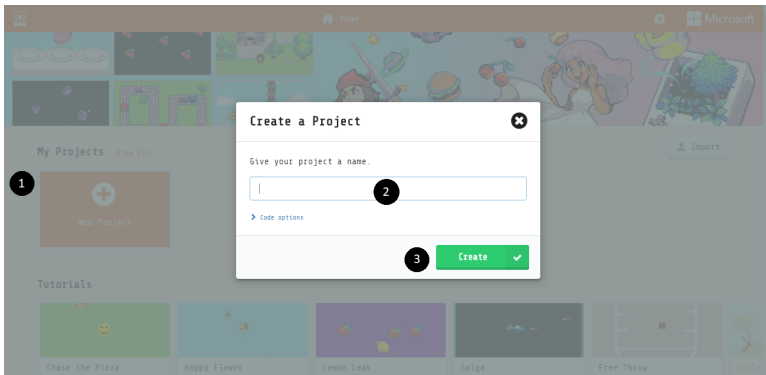 Home
Microsoft
Create a Project
My Projects View All
Import
Give your project a name.
1
2
New Project
Code options
3
Create
Tutorials
Chase the Pizza
Happy Flower
Lemon Leak
Galga
Free Throw